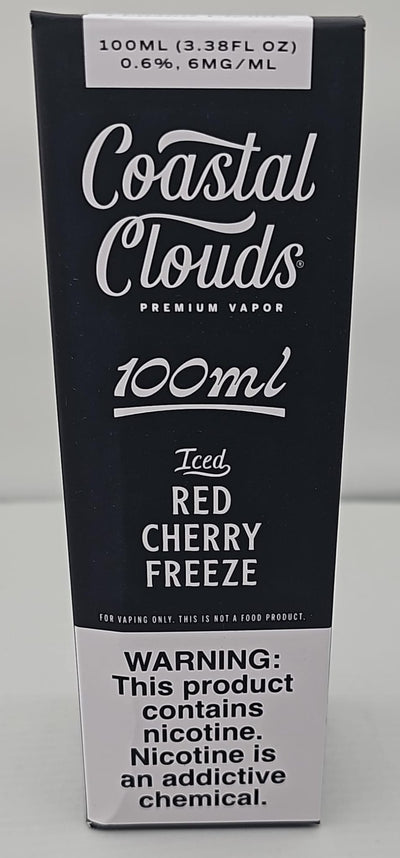 100ML (3.38FL OZ)
0.6%, 6MG/ML
Coastal
Clouds®
PREMIUM VAPOR
100ml
Iced
RED
CHERRY
FREEZE
FOR VAPING ONLY. THIS IS NOT A FOOD PRODUCT.
WARNING:
This product
contains
nicotine.
Nicotine is
an addictive
chemical.